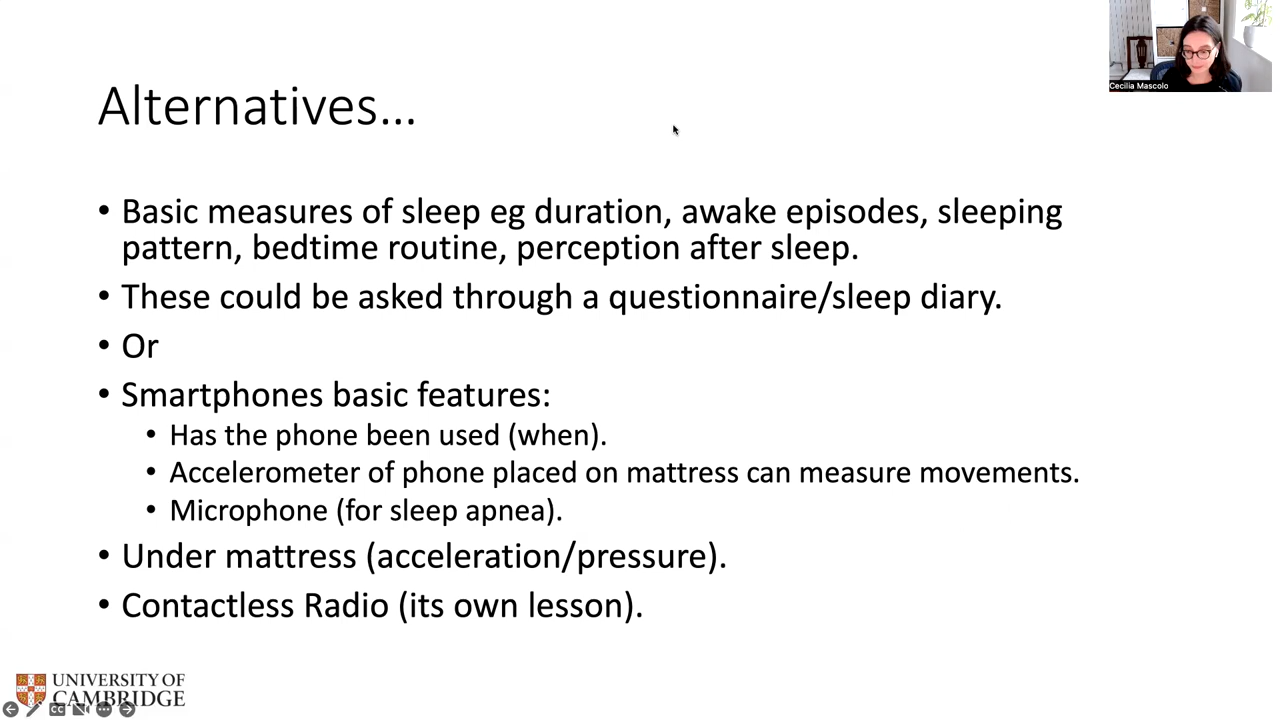 Cecilia Mascolo
Alternatives...
• Basic measures of sleep eg duration, awake episodes, sleeping
pattern, bedtime routine, perception after sleep.
• These could be asked through a questionnaire/sleep diary.
• Or
• Smartphones basic features:
• Has the phone been used (when).
• Accelerometer of phone placed on mattress can measure movements.
• Microphone (for sleep apnea).
• Under mattress (acceleration/pressure).
• Contactless Radio (its own lesson).
UNIVERSITY OF
CAMBRIDGE
CC